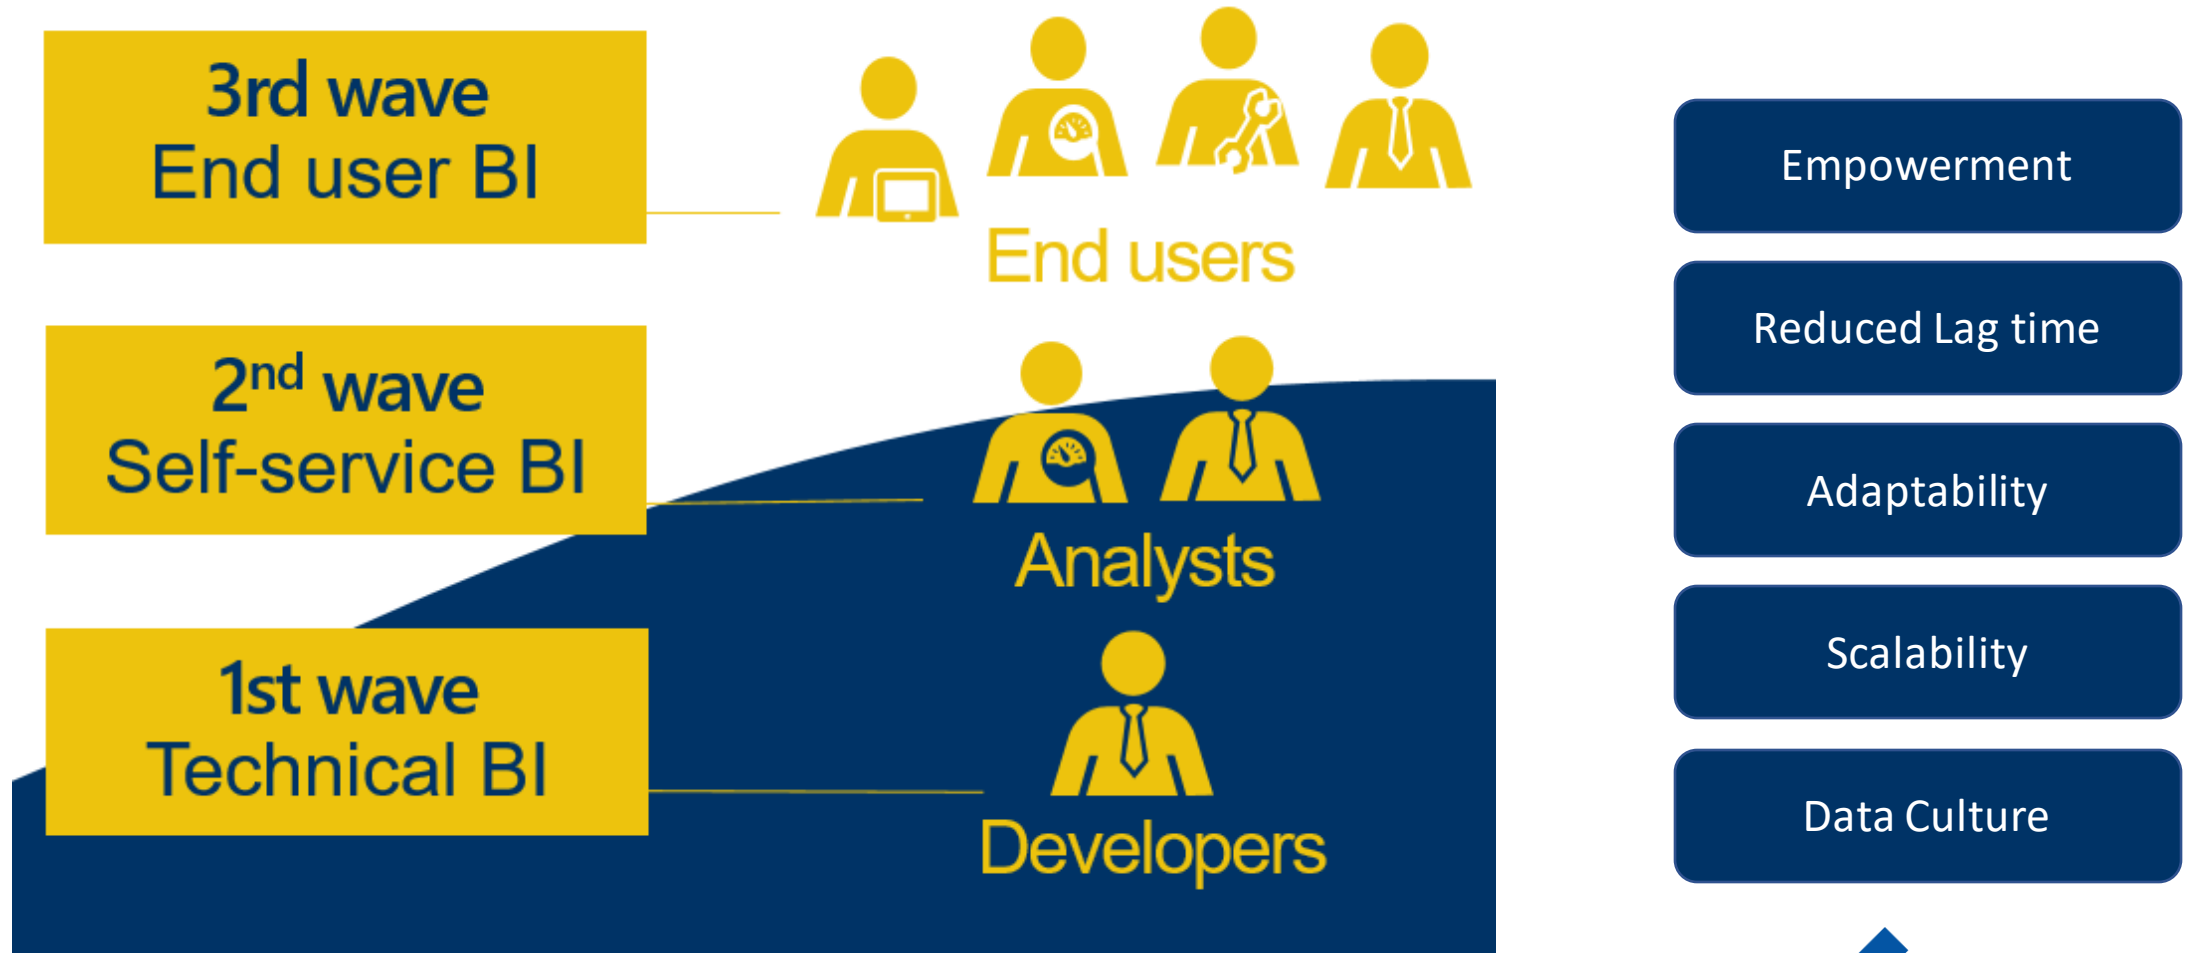 3rd wave
End user BI
End users
2nd wave
Self-service BI
Analysts
1st wave
Technical BI
Developers
Empowerment
Reduced Lag time
Adaptability
Scalability
Data Culture